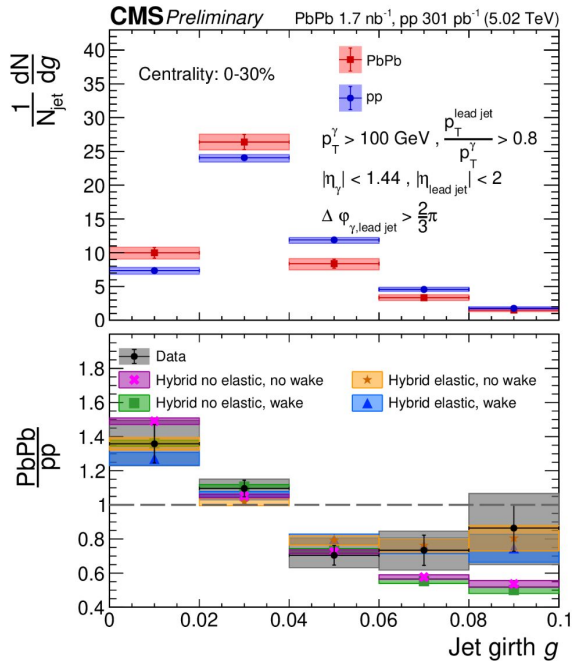 CMS Preliminary PbPb 1.7 nb⁻¹, pp 301 pb⁻¹ (5.02 TeV)
1/N_jet dN/dg
40
35
30
25
20
15
10
5
0
Centrality: 0-30%
PbPb
pp
p_T^γ > 100 GeV , p_T^lead jet / p_T^γ > 0.8
|η_γ| < 1.44 , |η_lead jet| < 2
Δ φ_γ,lead jet > 2/3 π
PbPb/pp
1.8
1.6
1.4
1.2
1
0.8
0.6
0.4
Data
Hybrid no elastic, no wake
Hybrid elastic, no wake
Hybrid no elastic, wake
Hybrid elastic, wake
0 0.02 0.04 0.06 0.08 0.1
Jet girth g